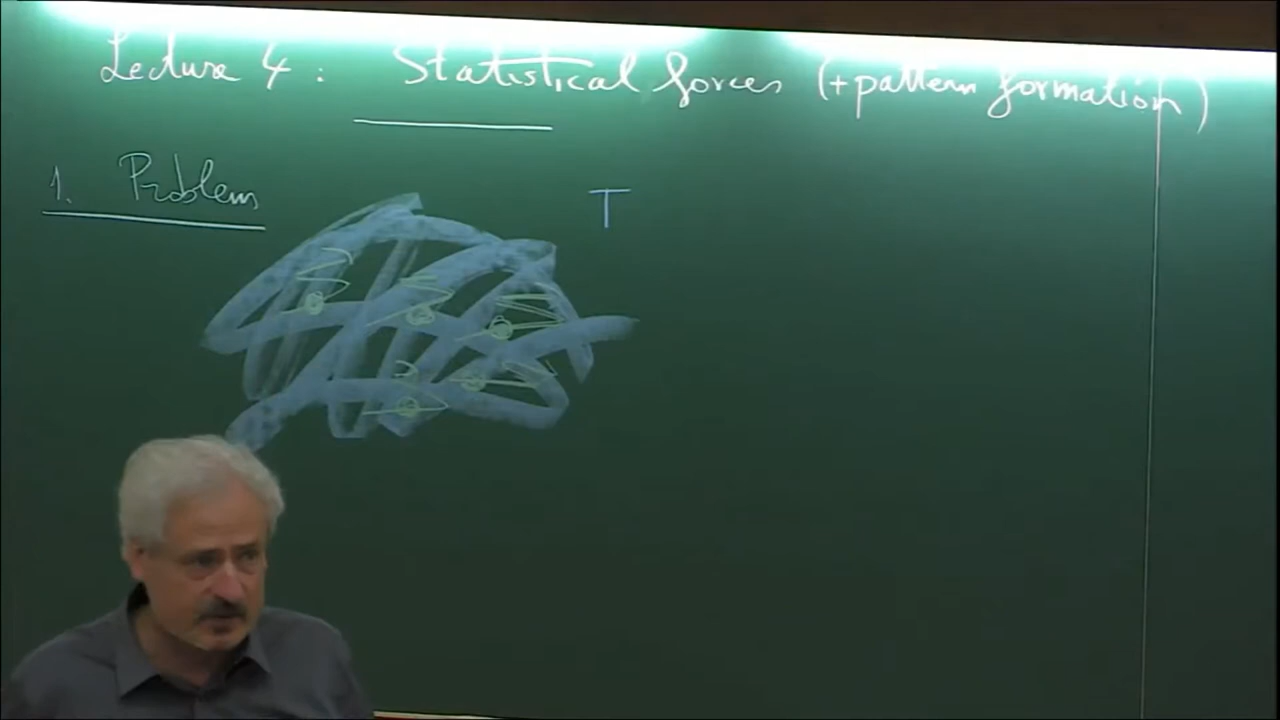 Lecture 4 : Statistical forces (+pattern formation)
1. Problem
T